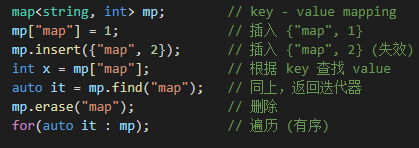 map<string, int> mp;         // key - value mapping
mp["map"] = 1;               // 插入 {"map", 1}
mp.insert({"map", 2});       // 插入 {"map", 2} (失效)
int x = mp["map"];           // 根据 key 查找 value
auto it = mp.find("map");    // 同上，返回迭代器
mp.erase("map");             // 删除
for(auto it : mp);           // 遍历 (有序)